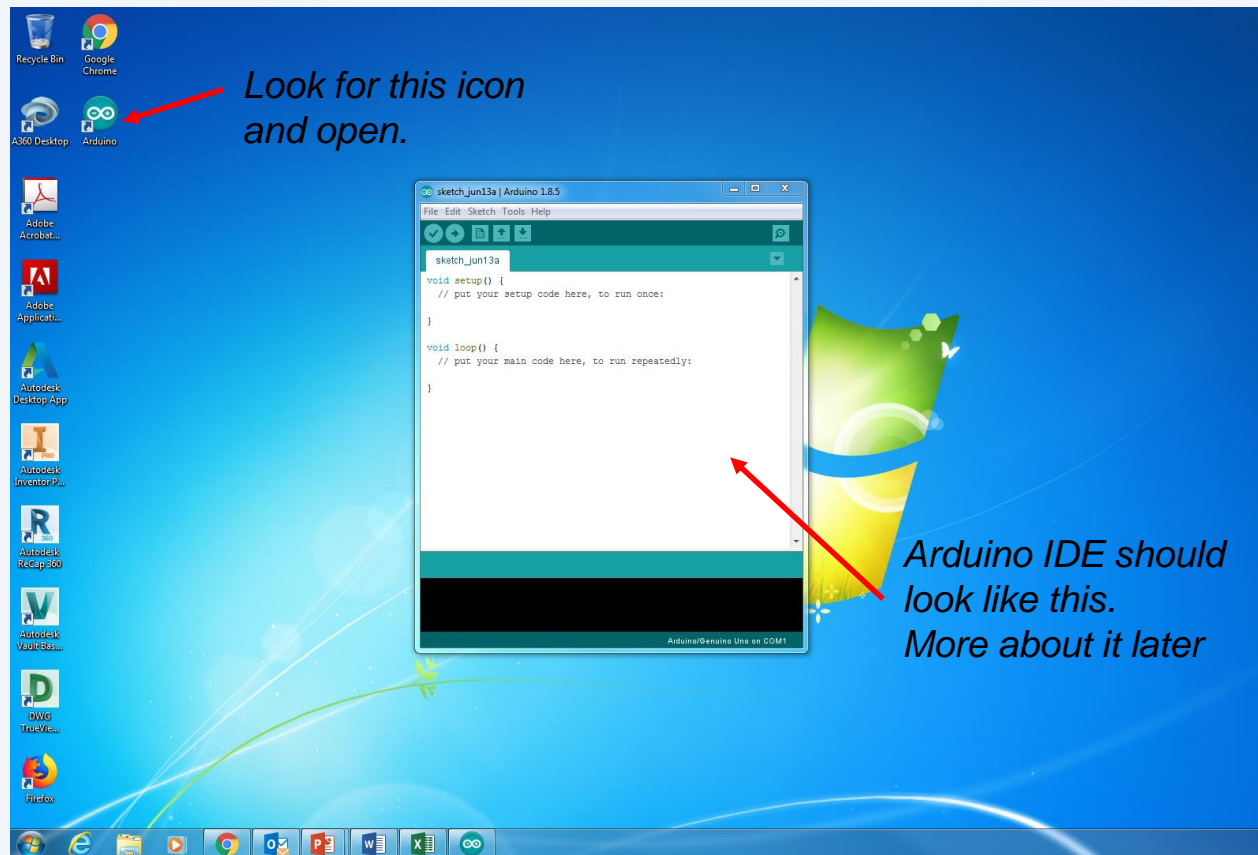 Recycle Bin
Google
Chrome
A360 Desktop
Arduino
Look for this icon
and open.
Adobe
Acrobat...
Adobe
Applicati...
Autodesk
Desktop App
PRO
Autodesk
Inventor P...
360
Autodesk
ReCap 360
Autodesk
Vault Bas...
DWG
TrueVie...
Firefox
sketch_jun13a | Arduino 1.8.5
File Edit Sketch Tools Help
sketch_jun13a
void setup() {
// put your setup code here, to run once:
}
void loop() {
// put your main code here, to run repeatedly:
}
Arduino/Genuino Uno on COM1
Arduino IDE should
look like this.
More about it later